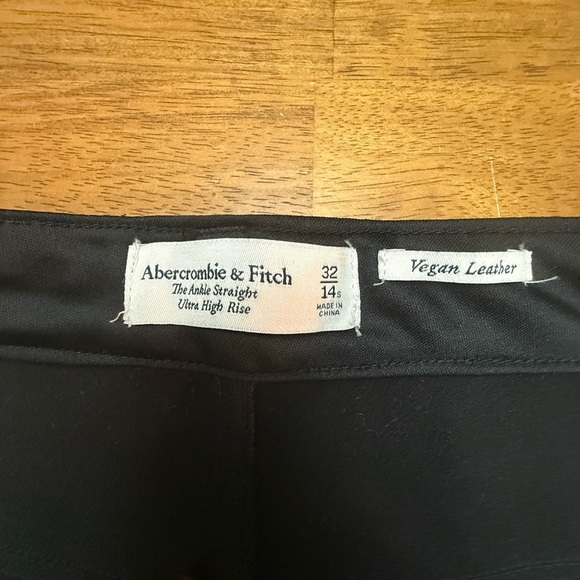 Abercrombie & Fitch
The Ankle Straight
Ultra High Rise
32
14s
MADE IN
CHINA
Vegan Leather